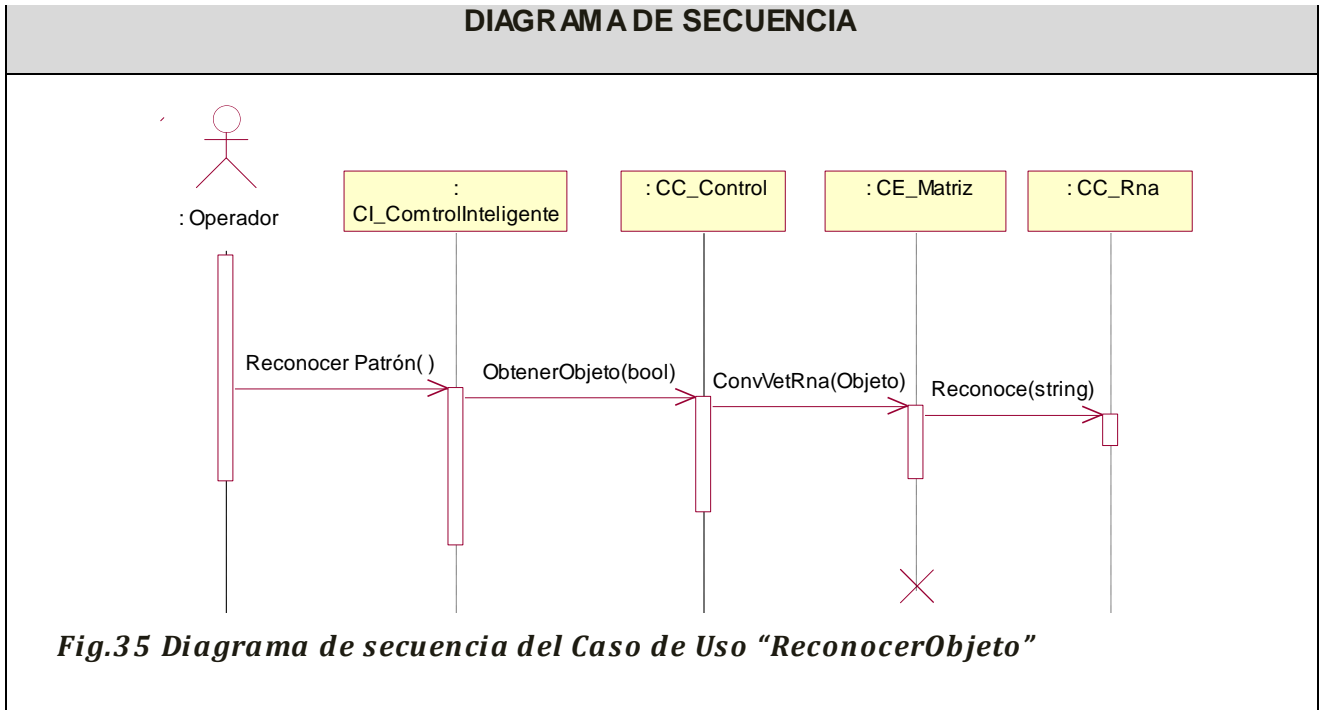 DIAGRAMA DE SECUENCIA
: Operador
:
CI_ComtrolInteligente
: CC_Control
: CE_Matriz
: CC_Rna
Reconocer Patrón( )
ObtenerObjeto(bool)
ConvVetRna(Objeto)
Reconoce(string)
Fig.35 Diagrama de secuencia del Caso de Uso “ReconocerObjeto”